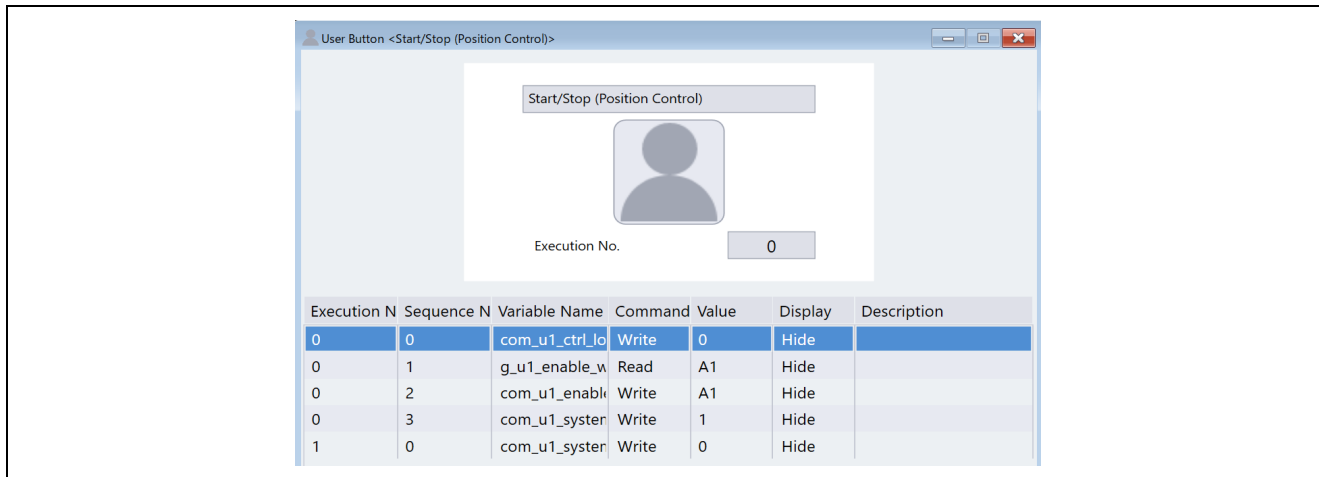 User Button <Start/Stop (Position Control)>
Start/Stop (Position Control)
Execution No. 0
Execution N Sequence N Variable Name Command Value Display Description
0 0 com_u1_ctrl_lo Write 0 Hide
0 1 g_u1_enable_w Read A1 Hide
0 2 com_u1_enabl Write A1 Hide
0 3 com_u1_system Write 1 Hide
1 0 com_u1_system Write 0 Hide